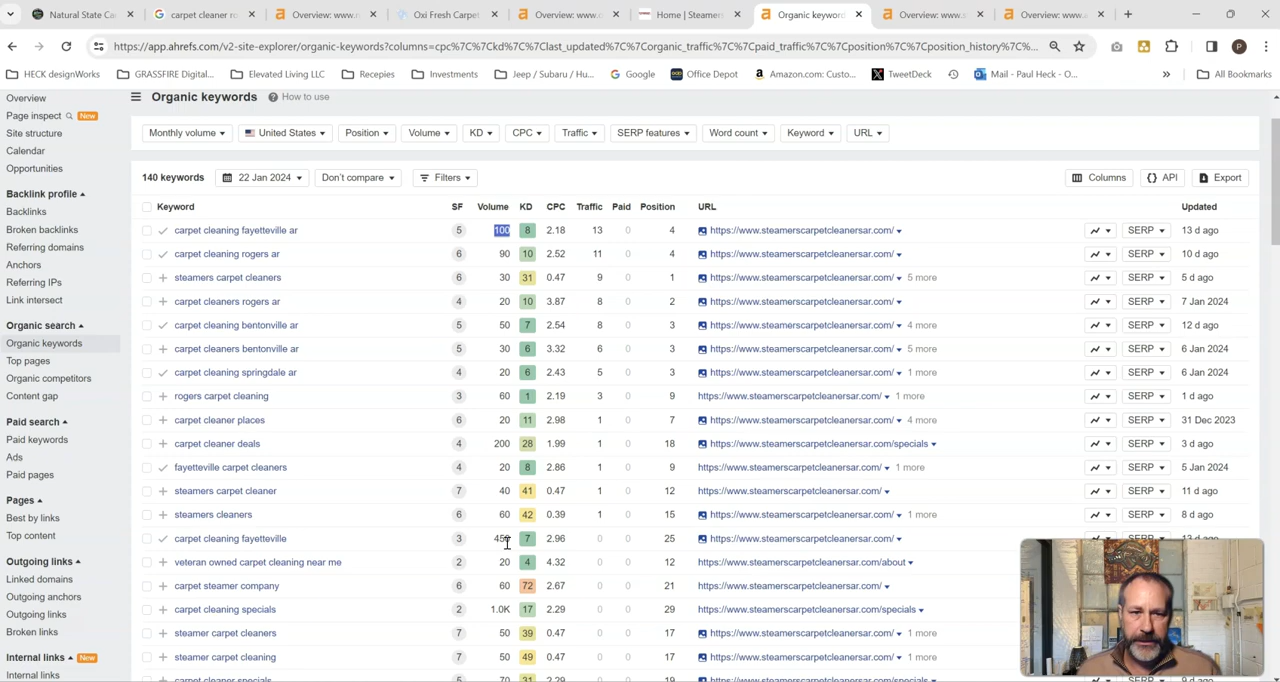 Natural State Ca
carpet cleaner ro
Overview: www.n
Oxi Fresh Carpet
Overview: www.n
Home | Steamer
Organic keyword
Overview: www.s
Overview: www.
https://app.ahrefs.com/v2-site-explorer/organic-keywords?columns=cpc%7C%7Ckd%7C%7Clast_updated%7C%7Corganic_traffic%7C%7Cpaid_traffic%7C%7Cposition%7C%7Cposition_history%7C%...
HECK designWorks GRASSFIRE Digital... Elevated Living LLC Recepies Investments Jeep / Subaru / Hu... Google Office Depot Amazon.com: Custo... TweetDeck Mail - Paul Heck - O... » All Bookmarks
Overview
Page inspect New
Site structure
Calendar
Opportunities
Backlink profile
Backlinks
Broken backlinks
Referring domains
Anchors
Referring IPs
Link intersect
Organic search
Organic keywords
Top pages
Organic competitors
Content gap
Paid search
Paid keywords
Ads
Paid pages
Pages
Best by links
Top content
Outgoing links
Linked domains
Outgoing anchors
Outgoing links
Broken links
Internal links New
Internal links
Organic keywords ? How to use
Monthly volume United States Position Volume KD CPC Traffic SERP features Word count Keyword URL
140 keywords 22 Jan 2024 Don't compare Filters Columns {} API Export
Keyword SF Volume KD CPC Traffic Paid Position URL Updated
carpet cleaning fayetteville ar 5 100 8 2.18 13 0 4 https://www.steamerscarpetcleanersar.com/ SERP 13 d ago
carpet cleaning rogers ar 6 90 10 2.52 11 0 4 https://www.steamerscarpetcleanersar.com/ SERP 10 d ago
steamers carpet cleaners 6 30 31 0.47 9 0 1 https://www.steamerscarpetcleanersar.com/ 5 more SERP 5 d ago
carpet cleaners rogers ar 4 20 10 3.87 8 0 2 https://www.steamerscarpetcleanersar.com/ SERP 7 Jan 2024
carpet cleaning bentonville ar 5 50 7 2.54 8 0 3 https://www.steamerscarpetcleanersar.com/ 4 more SERP 12 d ago
carpet cleaners bentonville ar 5 30 6 3.32 6 0 3 https://www.steamerscarpetcleanersar.com/ 5 more SERP 6 Jan 2024
carpet cleaning springdale ar 4 20 6 2.43 5 0 3 https://www.steamerscarpetcleanersar.com/ 1 more SERP 6 Jan 2024
rogers carpet cleaning 3 60 1 2.19 3 0 9 https://www.steamerscarpetcleanersar.com/ 1 more SERP 1 d ago
carpet cleaner places 6 20 11 2.98 1 0 7 https://www.steamerscarpetcleanersar.com/ 4 more SERP 31 Dec 2023
carpet cleaner deals 4 200 28 1.99 1 0 18 https://www.steamerscarpetcleanersar.com/specials SERP 3 d ago
fayetteville carpet cleaners 4 20 8 2.86 1 0 9 https://www.steamerscarpetcleanersar.com/ 1 more SERP 5 Jan 2024
steamers carpet cleaner 7 40 41 0.47 1 0 12 https://www.steamerscarpetcleanersar.com/ SERP 11 d ago
steamers cleaners 6 60 42 0.39 1 0 15 https://www.steamerscarpetcleanersar.com/ 1 more SERP 8 d ago
carpet cleaning fayetteville 3 7 2.96 0 0 25 https://www.steamerscarpetcleanersar.com/ SERP 13 d ago
veteran owned carpet cleaning near me 2 20 4 4.32 0 0 12 https://www.steamerscarpetcleanersar.com/about
carpet steamer company 6 60 72 2.67 0 0 21 https://www.steamerscarpetcleanersar.com/
carpet cleaning specials 2 1.0K 17 2.29 0 0 29 https://www.steamerscarpetcleanersar.com/specials
steamer carpet cleaners 7 50 39 0.47 0 0 17 https://www.steamerscarpetcleanersar.com/ 1 more
steamer carpet cleaning 7 50 49 0.47 0 0 17 https://www.steamerscarpetcleanersar.com/ 1 more
carpet cleaner specials 5 70 31 2.29 0 0 19 https://www.steamerscarpetcleanersar.com/specials